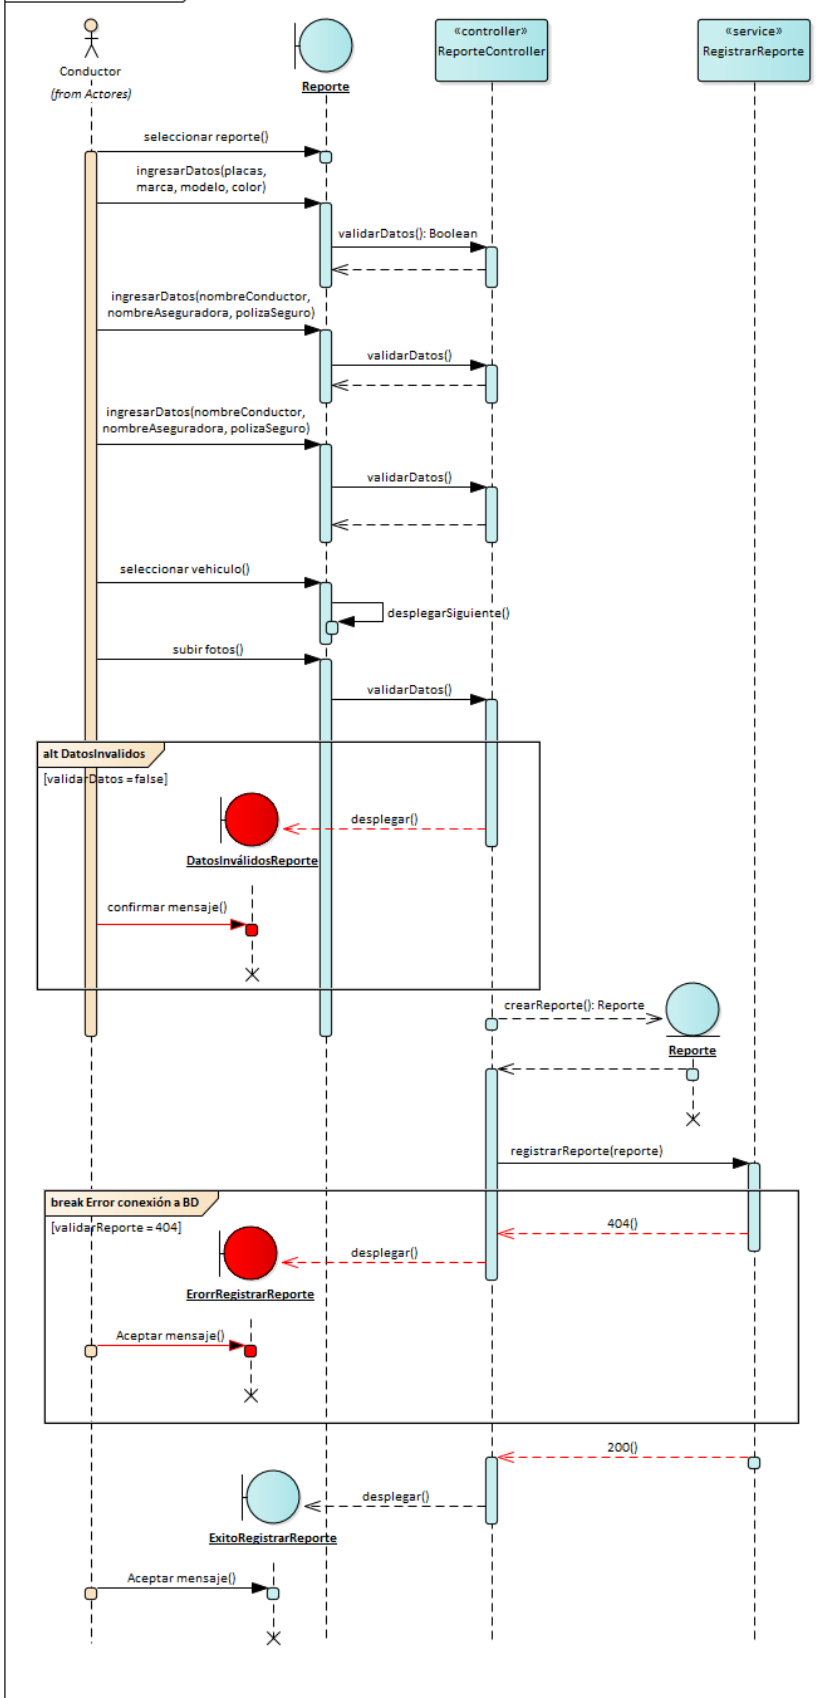 Conductor
(from Actores)
Reporte
«controller»
ReporteController
«service»
RegistrarReporte
seleccionar reporte()
ingresarDatos(placas,
marca, modelo, color)
validarDatos(): Boolean
ingresarDatos(nombreConductor,
nombreAseguradora, polizaSeguro)
validarDatos()
ingresarDatos(nombreConductor,
nombreAseguradora, polizaSeguro)
validarDatos()
seleccionar vehiculo()
desplegarSiguiente()
subir fotos()
validarDatos()
alt DatosInvalidos
[validarDatos = false]
desplegar()
DatosInválidosReporte
confirmar mensaje()
crearReporte(): Reporte
Reporte
registrarReporte(reporte)
break Error conexión a BD
[validarReporte = 404]
404()
desplegar()
ErorrRegistrarReporte
Aceptar mensaje()
200()
desplegar()
ExitoRegistrarReporte
Aceptar mensaje()